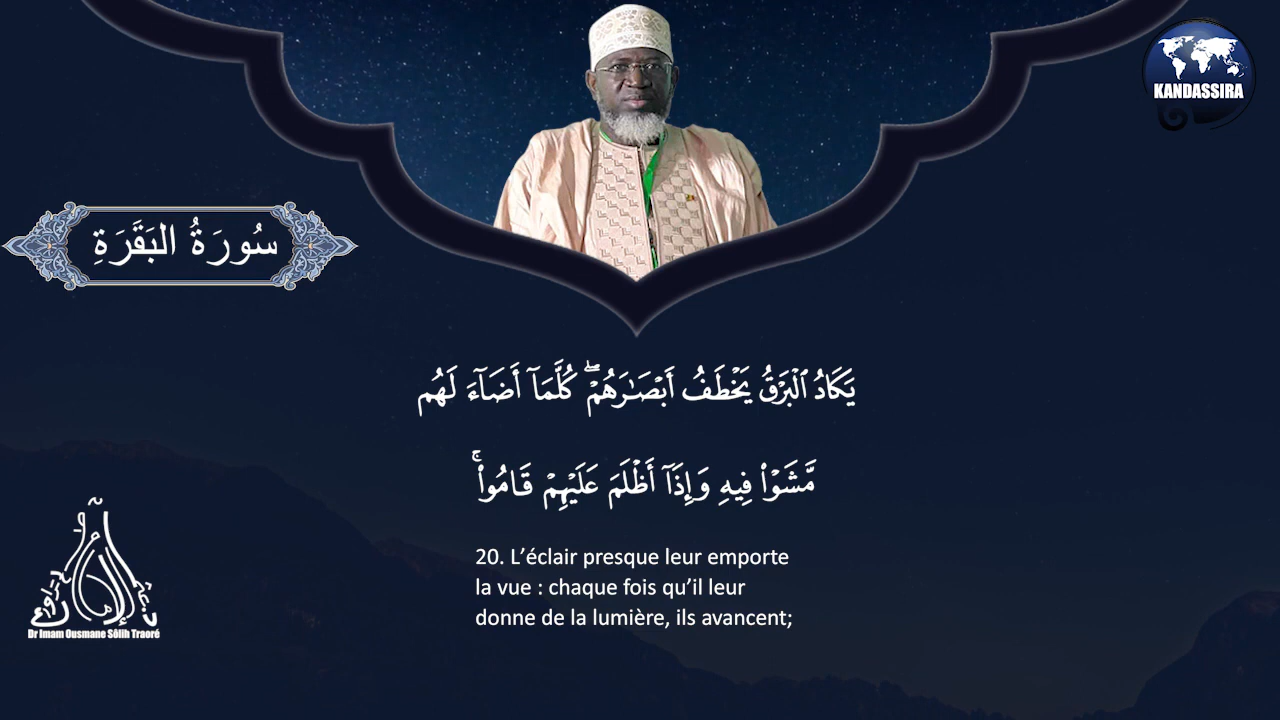 KANDASSIRA
سُورَةُ البَقَرَةِ
يَكَادُ ٱلْبَرْقُ يَخْطَفُ أَبْصَـٰرَهُمْ ۖ كُلَّمَآ أَضَآءَ لَهُم
مَّشَوْا۟ فِيهِ وَإِذَآ أَظْلَمَ عَلَيْهِمْ قَامُوا۟ ۚ
20. L’éclair presque leur emporte
la vue : chaque fois qu’il leur
donne de la lumière, ils avancent;
Dr Imam Ousmane Sôlih Traoré